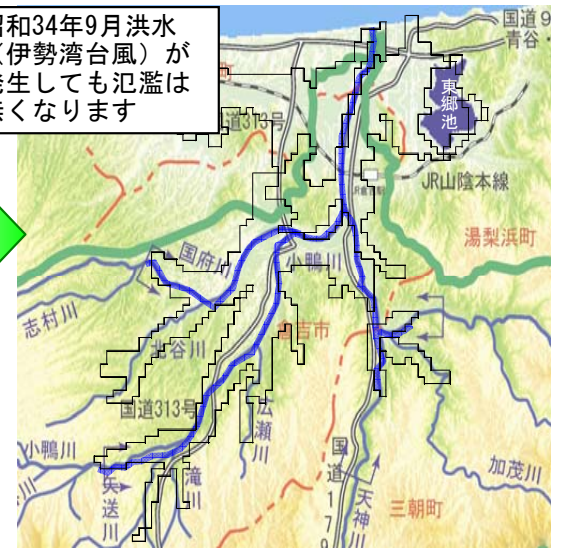 昭和34年9月洪水
(伊勢湾台風)が
発生しても氾濫は
無くなります
国道9
青谷・
東郷池
国道313号
JR倉吉駅
JR山陰本線
湯梨浜町
国府川
小鴨川
志村川
北谷川
倉吉市
国道313号
広瀬川
小鴨川
矢送川
滝川
国道179
天神川
加茂川
三朝町